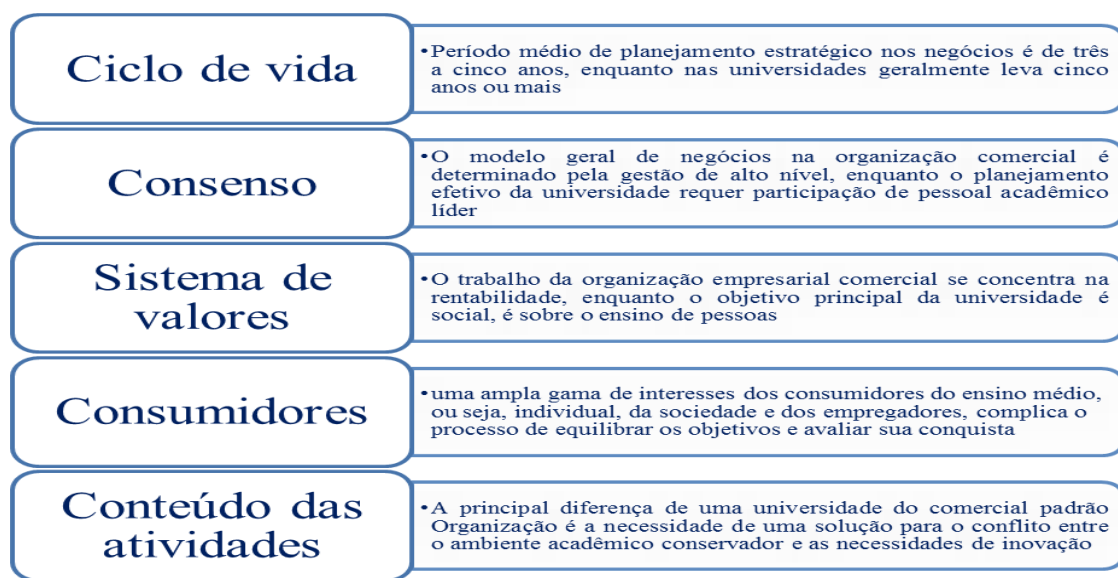 Ciclo de vida
•Período médio de planejamento estratégico nos negócios é de três
a cinco anos, enquanto nas universidades geralmente leva cinco
anos ou mais
Consenso
•O modelo geral de negócios na organização comercial é
determinado pela gestão de alto nível, enquanto o planejamento
efetivo da universidade requer participação de pessoal acadêmico
líder
Sistema de
valores
•O trabalho da organização empresarial comercial se concentra na
rentabilidade, enquanto o objetivo principal da universidade é
social, é sobre o ensino de pessoas
Consumidores
•uma ampla gama de interesses dos consumidores do ensino médio,
ou seja, individual, da sociedade e dos empregadores, complica o
processo de equilibrar os objetivos e avaliar sua conquista
Conteúdo das
atividades
•A principal diferença de uma universidade do comercial padrão
Organização é a necessidade de uma solução para o conflito entre
o ambiente acadêmico conservador e as necessidades de inovação